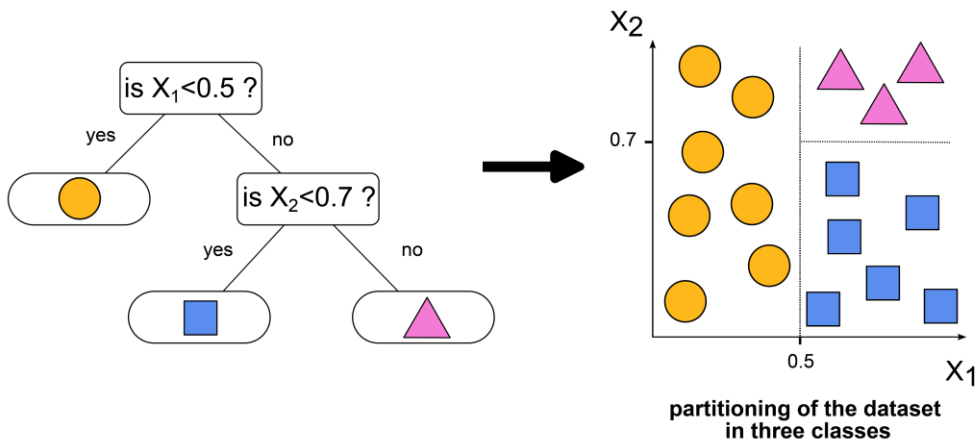 is X₁<0.5 ?
yes
no
is X₂<0.7 ?
yes
no
X₂
0.7
0.5
X₁
partitioning of the dataset
in three classes